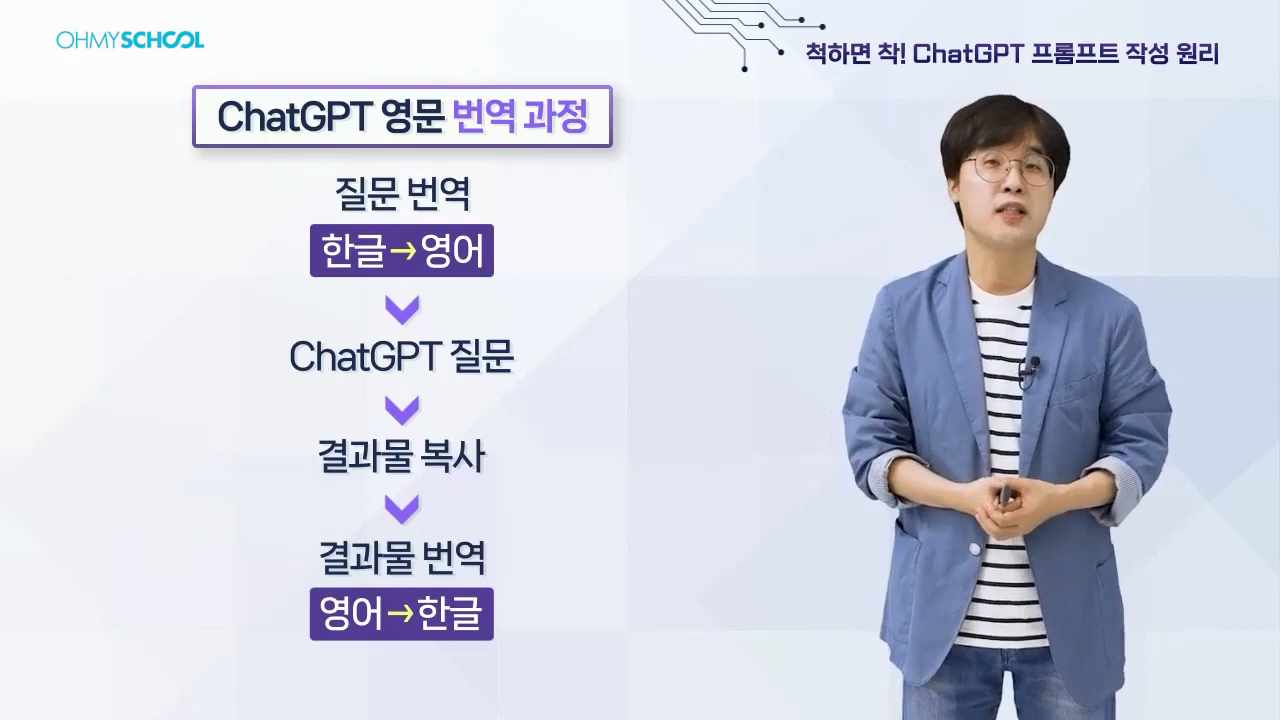 OHMYSCHOOL
척하면 착! ChatGPT 프롬프트 작성 원리
ChatGPT 영문 번역 과정
질문 번역
한글→영어
ChatGPT 질문
결과물 복사
결과물 번역
영어→한글